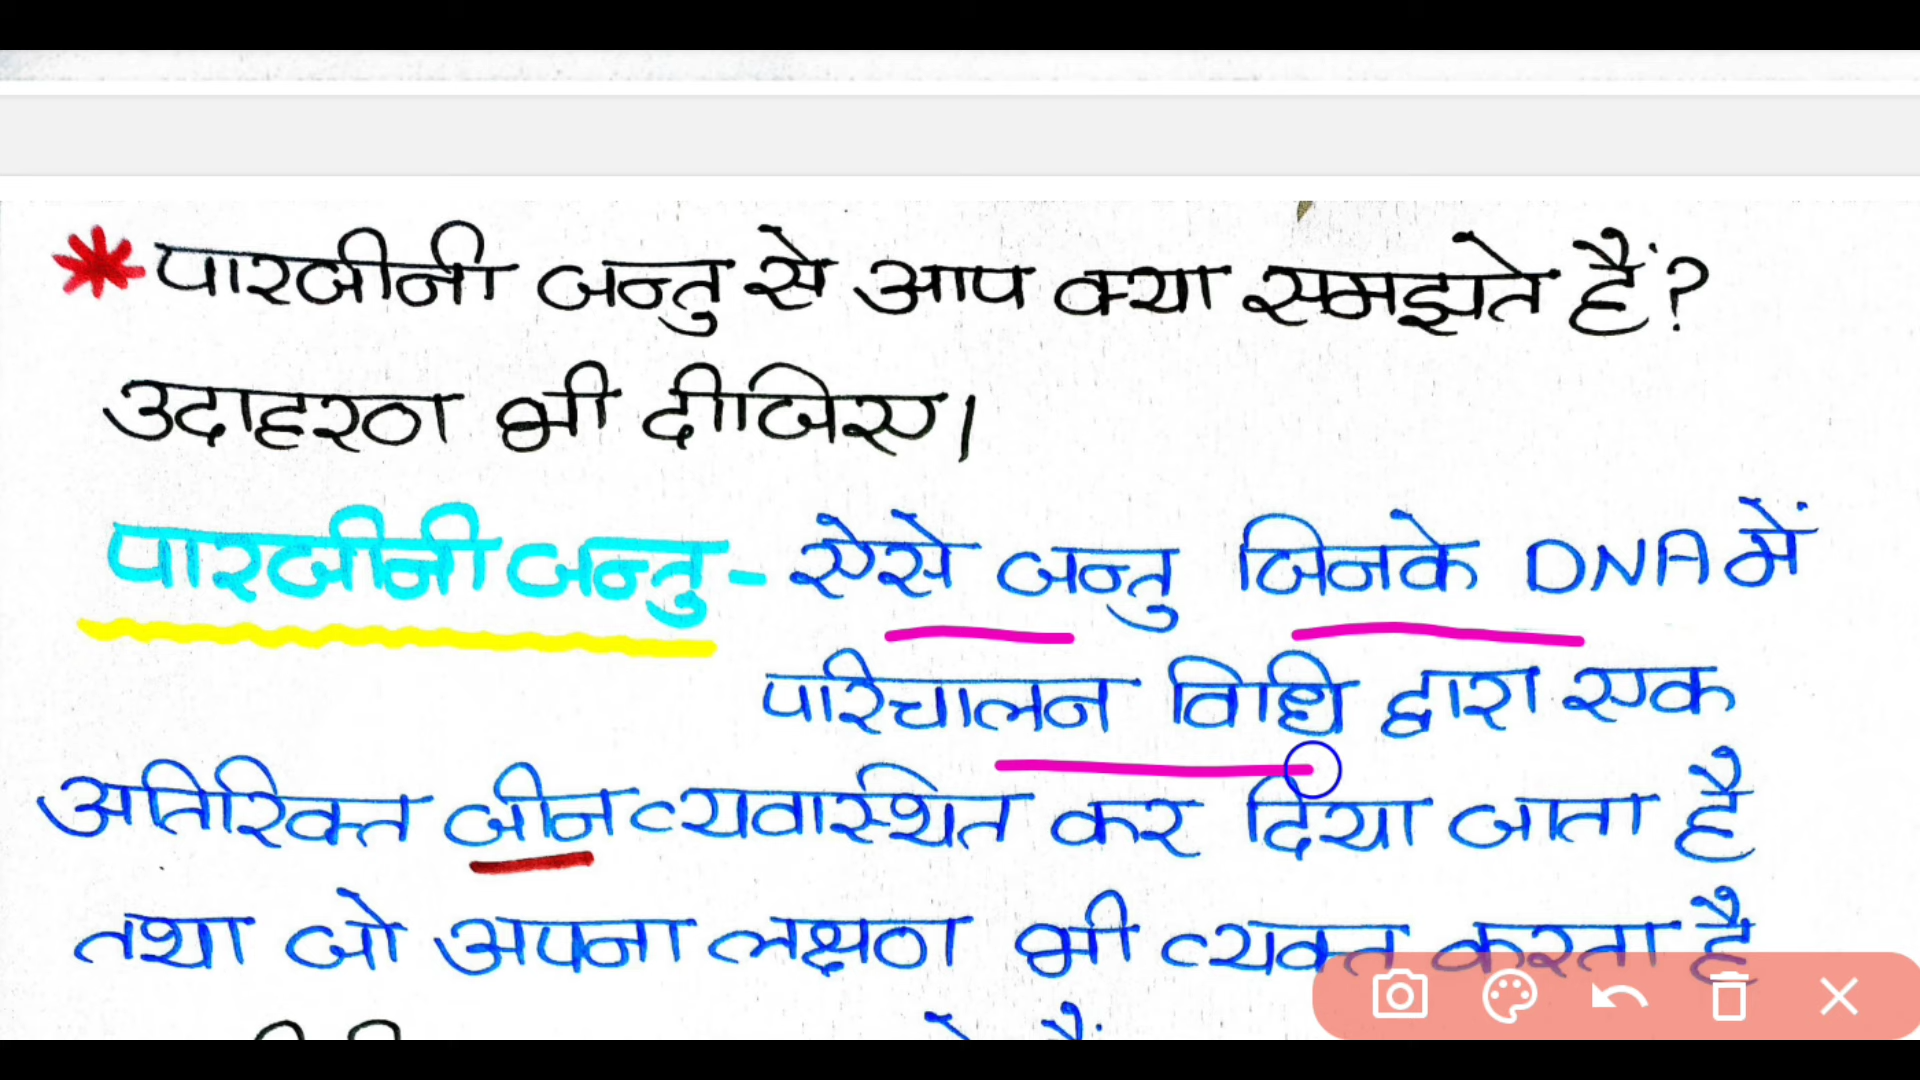 पारजीनी जन्तु से आप क्या समझते हैं?
उदाहरण भी दीजिए।
पारजीनी जन्तु - ऐसे जन्तु जिनके DNA में
परिचालन विधि द्वारा एक
अतिरिक्त जीन व्यवस्थित कर दिया जाता है
तथा जो अपना लक्षण भी व्यक्त करता है